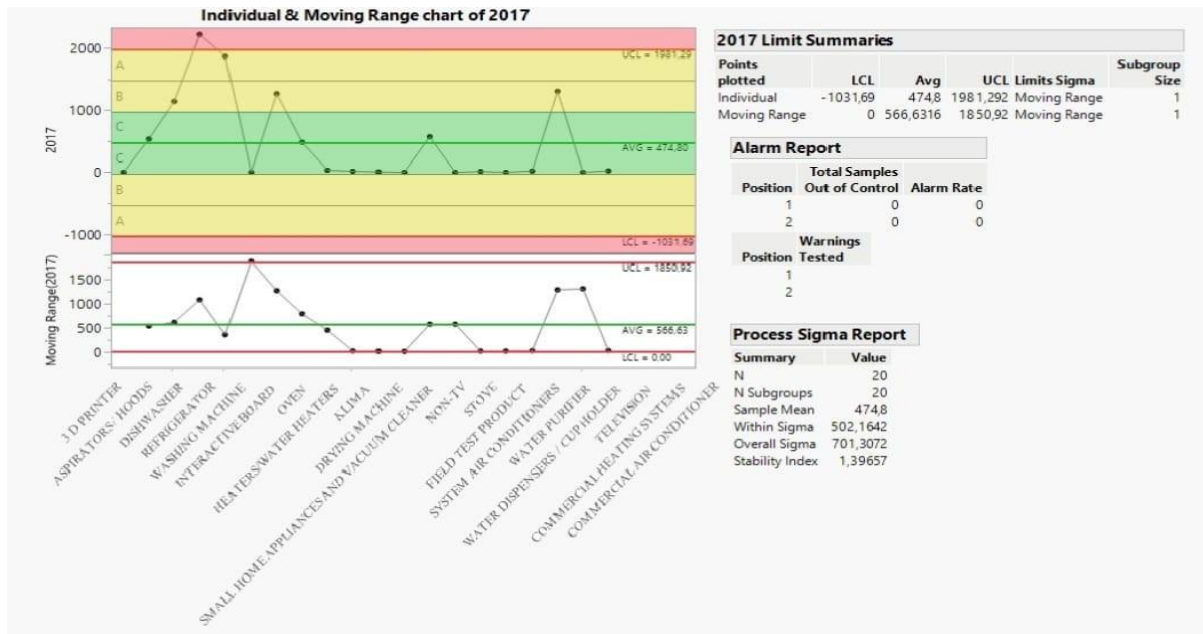 Individual & Moving Range chart of 2017
2017
2000
1000
0
-1000
A
B
C
C
B
A
UCL = 1981,29
AVG = 474,80
LCL = -1031,69
Moving Range(2017)
1500
1000
500
0
UCL = 1850,92
AVG = 566,63
LCL = 0,00
3 D PRINTER
ASPIRATORS / HOODS
DISHWASHER
REFRIGERATOR
WASHING MACHINE
INTERACTIVE BOARD
OVEN
HEATERS/WATER HEATERS
KLIMA
DRYING MACHINE
SMALL HOME APPLIANCES AND VACUUM CLEANER
NON-TV
STOVE
FIELD TEST PRODUCT
SYSTEM AIR CONDITIONERS
WATER PURIFIER
WATER DISPENSERS / CUP HOLDER
TELEVISION
COMMERCIAL HEATING SYSTEMS
COMMERCIAL AIR CONDITIONER
2017 Limit Summaries
Points plotted LCL Avg UCL Limits Sigma Subgroup Size
Individual -1031,69 474,8 1981,292 Moving Range 1
Moving Range 0 566,6316 1850,92 Moving Range 1
Alarm Report
Position Total Samples Out of Control Alarm Rate
1 0 0
2 0 0
Position Warnings Tested
1
2
Process Sigma Report
Summary Value
N 20
N Subgroups 20
Sample Mean 474,8
Within Sigma 502,1642
Overall Sigma 701,3072
Stability Index 1,39657